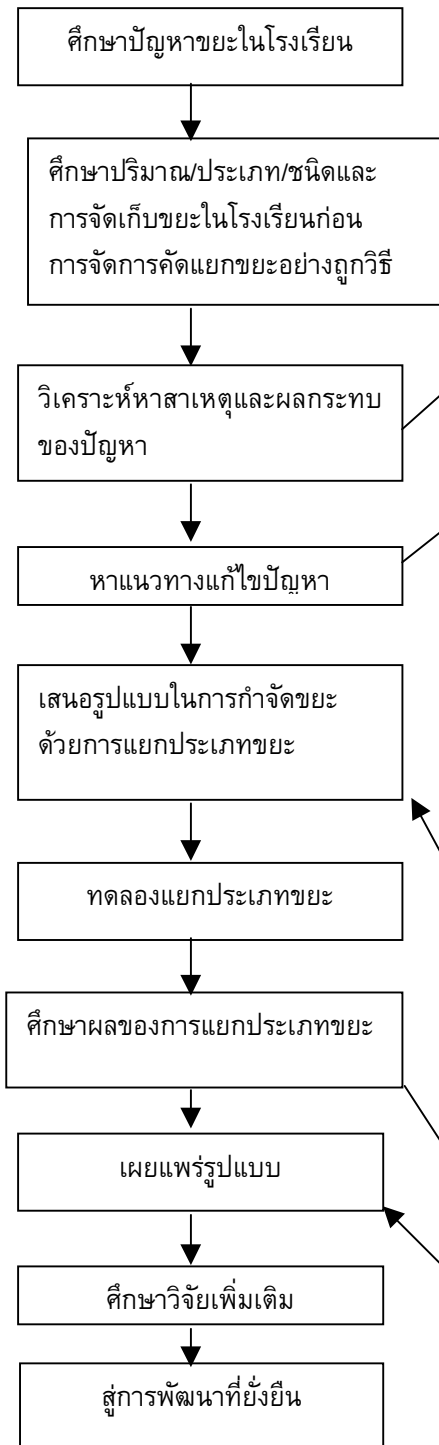 ศึกษาปัญหาขยะในโรงเรียน
ศึกษาปริมาณ/ประเภท/ชนิดและ
การจัดเก็บขยะในโรงเรียนก่อน
การจัดการคัดแยกขยะอย่างถูกวิธี
วิเคราะห์หาสาเหตุและผลกระทบ
ของปัญหา
หาแนวทางแก้ไขปัญหา
เสนอรูปแบบในการกำจัดขยะ
ด้วยการแยกประเภทขยะ
ทดลองแยกประเภทขยะ
ศึกษาผลของการแยกประเภทขยะ
เผยแพร่รูปแบบ
ศึกษาวิจัยเพิ่มเติม
สู่การพัฒนาที่ยั่งยืน